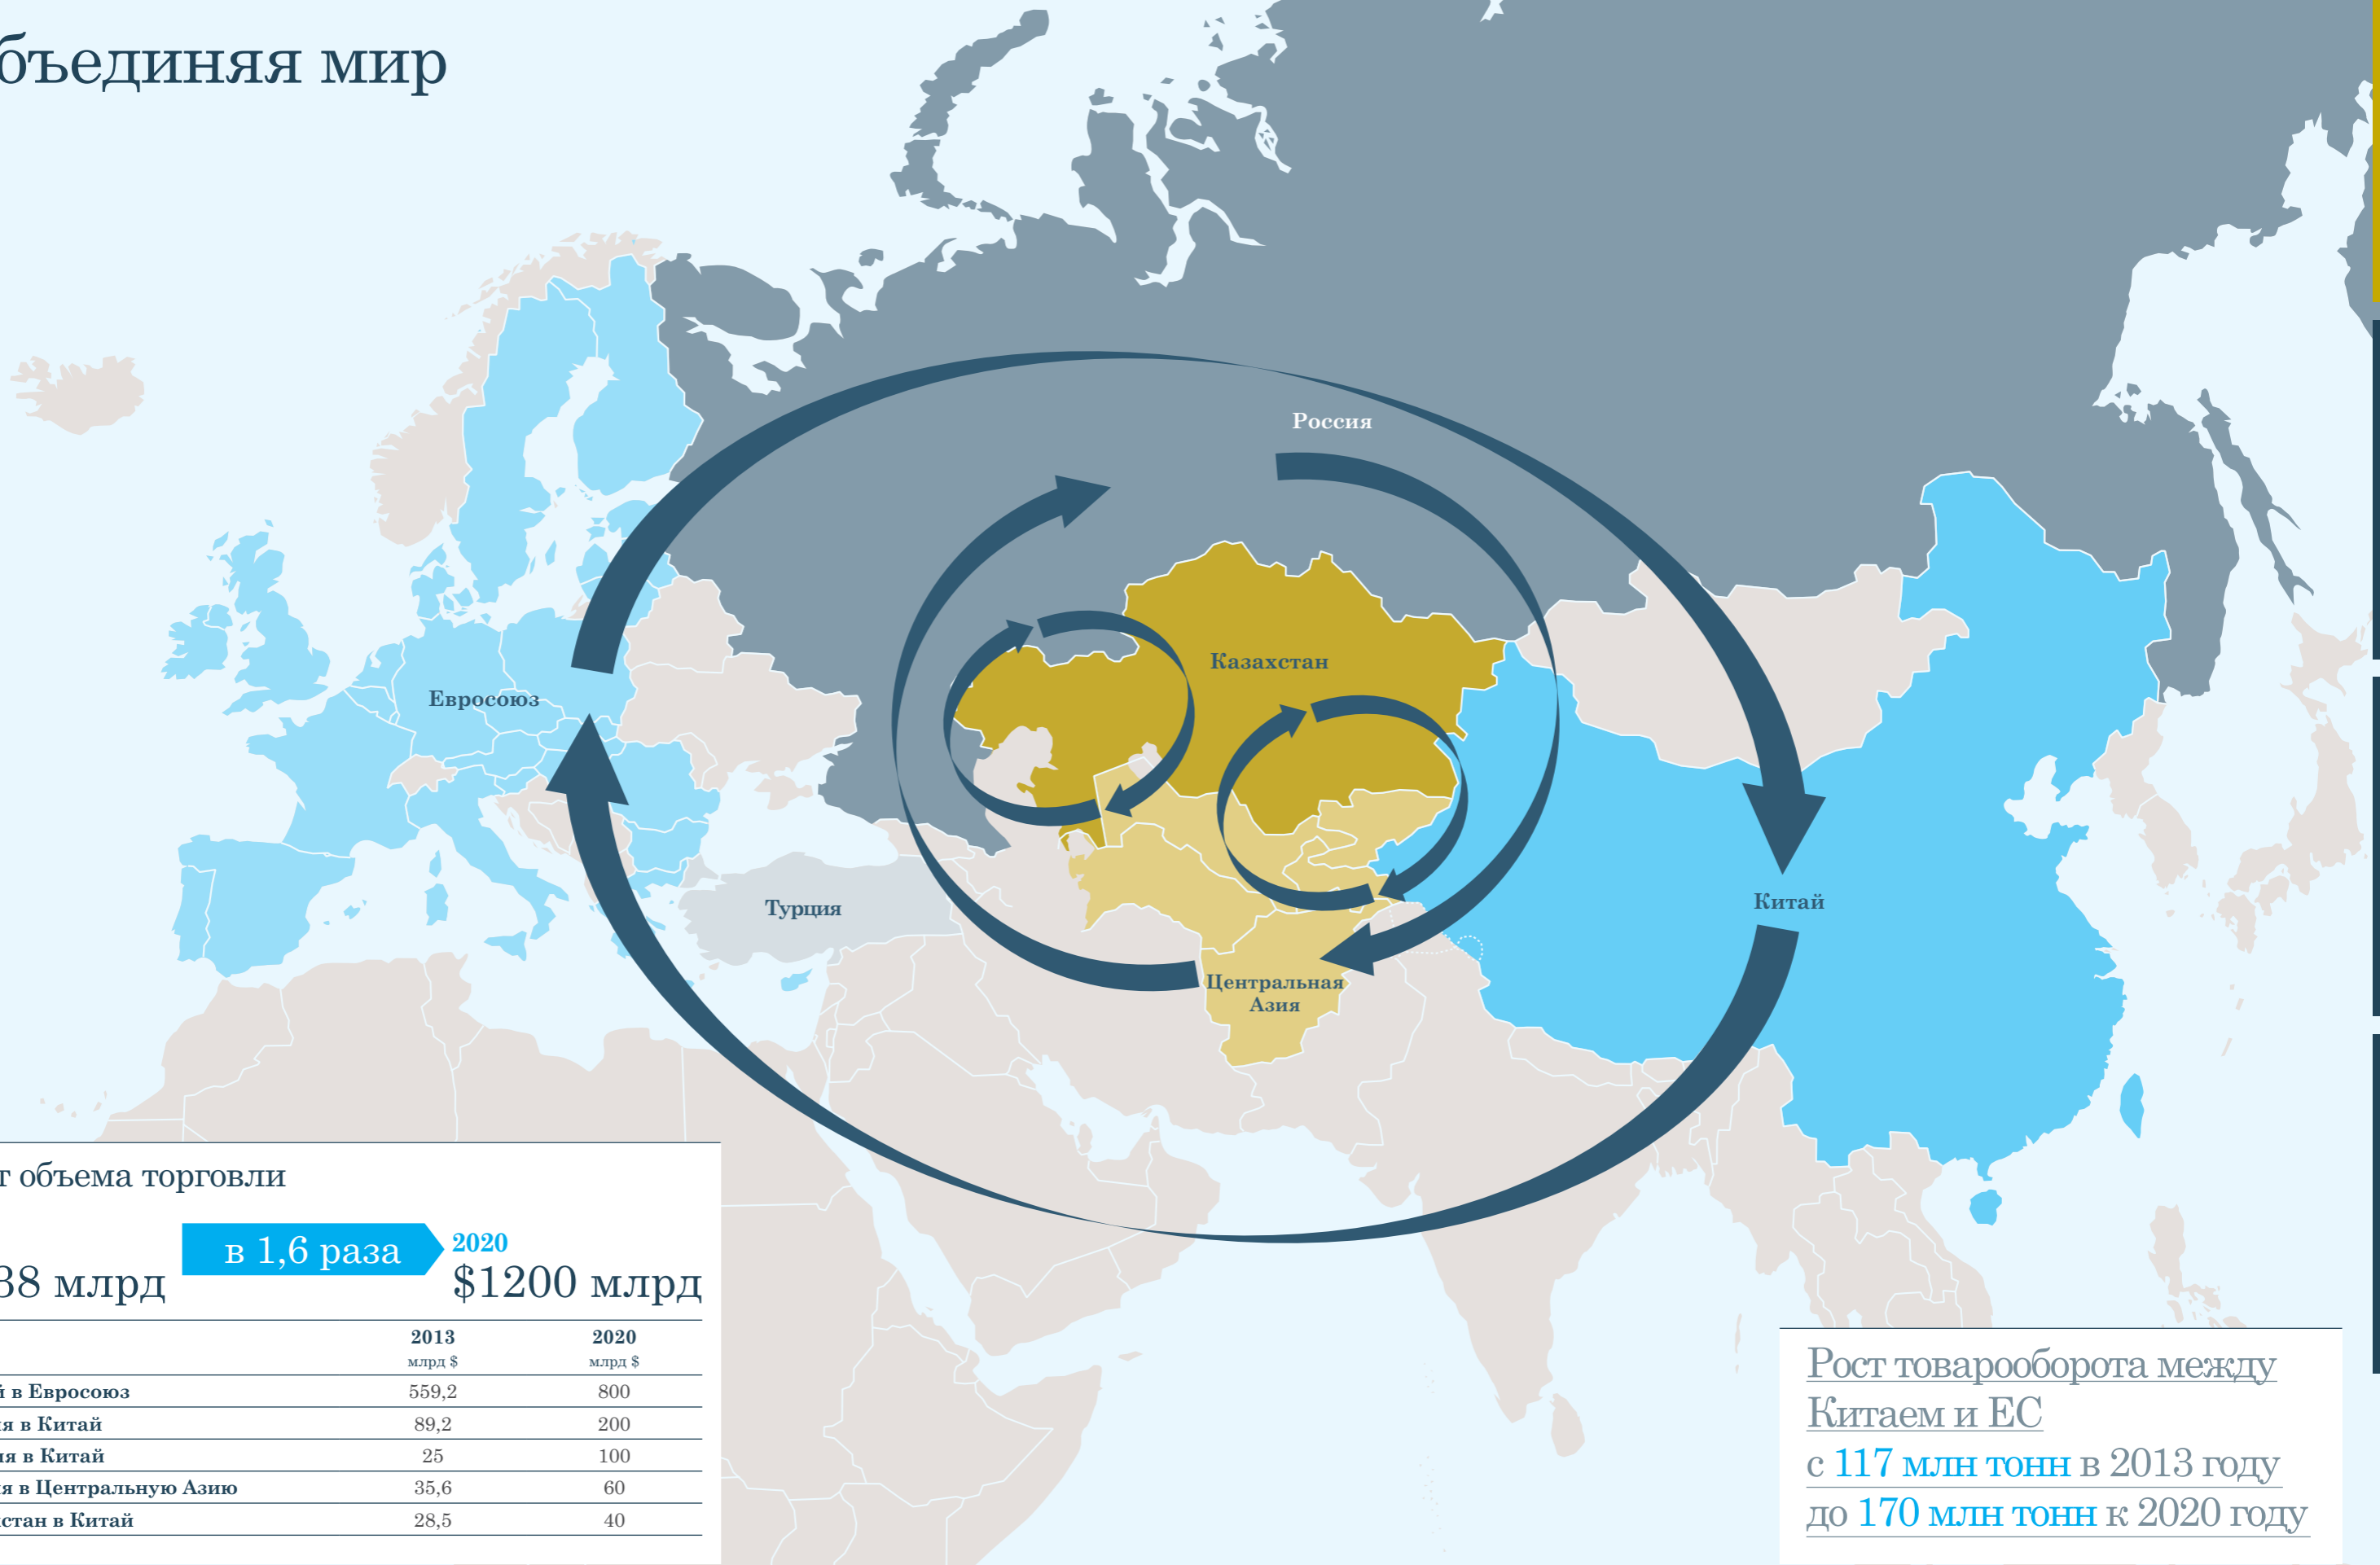 бъединяя мир
Россия
Казахстан
Евросоюз
Турция
Китай
Центральная
Азия
т объема торговли
в 1,6 раза
2020
38 млрд
$1200 млрд
2013 2020
млрд $ млрд $
й в Евросоюз 559,2 800
ия в Китай 89,2 200
ия в Китай 25 100
я в Центральную Азию 35,6 60
стан в Китай 28,5 40
Рост товарооборота между
Китаем и ЕС
с 117 млн тонн в 2013 году
до 170 млн тонн к 2020 году